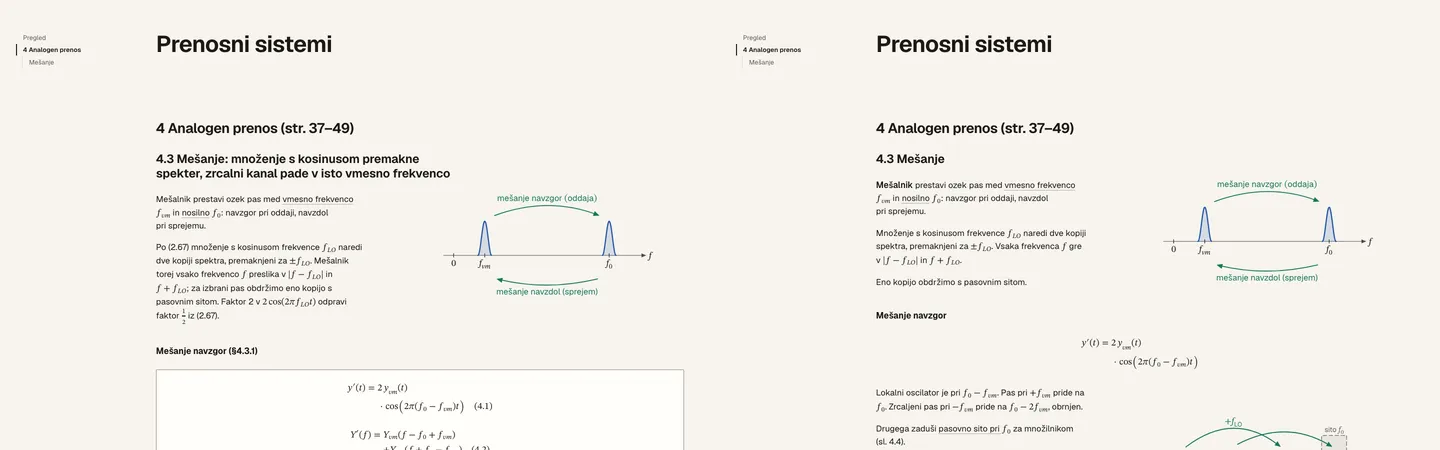 Pregled
4 Analogen prenos
Mešanje
Prenosni sistemi
4 Analogen prenos (str. 37–49)
4.3 Mešanje: množenje s kosinusom premakne
spekter, zrcalni kanal pade v isto vmesno frekvenco
Mešalnik prestavi ozek pas med vmesno frekvenco
f_vm in nosilno f_0: navzgor pri oddaji, navzdol
pri sprejemu.
Po (2.67) množenje s kosinusom frekvence f_LO naredi
dve kopiji spektra, premaknjeni za ±f_LO. Mešalnik
torej vsako frekvenco f preslika v |f − f_LO| in
f + f_LO; za izbrani pas obdržimo eno kopijo s
pasovnim sitom. Faktor 2 v 2 cos(2πf_LO t) odpravi
faktor 1/2 iz (2.67).
mešanje navzgor (oddaja)
0 f_vm f_0 f
mešanje navzdol (sprejem)
Mešanje navzgor (§4.3.1)
y′(t) = 2 y_vm(t)
· cos(2π(f_0 − f_vm)t) (4.1)
Y′(f) = Y_vm(f − f_0 + f_vm)
Pregled
4 Analogen prenos
Mešanje
Prenosni sistemi
4 Analogen prenos (str. 37–49)
4.3 Mešanje
Mešalnik prestavi ozek pas med vmesno frekvenco
f_vm in nosilno f_0: navzgor pri oddaji, navzdol
pri sprejemu.
Množenje s kosinusom frekvence f_LO naredi dve kopiji
spektra, premaknjeni za ±f_LO. Vsaka frekvenca f gre
v |f − f_LO| in f + f_LO.
Eno kopijo obdržimo s pasovnim sitom.
mešanje navzgor (oddaja)
0 f_vm f_0 f
mešanje navzdol (sprejem)
Mešanje navzgor
y′(t) = 2 y_vm(t)
· cos(2π(f_0 − f_vm)t)
Lokalni oscilator je pri f_0 − f_vm. Pas pri +f_vm pride na
f_0. Zrcaljeni pas pri −f_vm pride na f_0 − 2f_vm, obrnjen.
Drugega zaduši pasovno sito pri f_0 za množilnikom
(sl. 4.4).
+f_LO
sito f_0